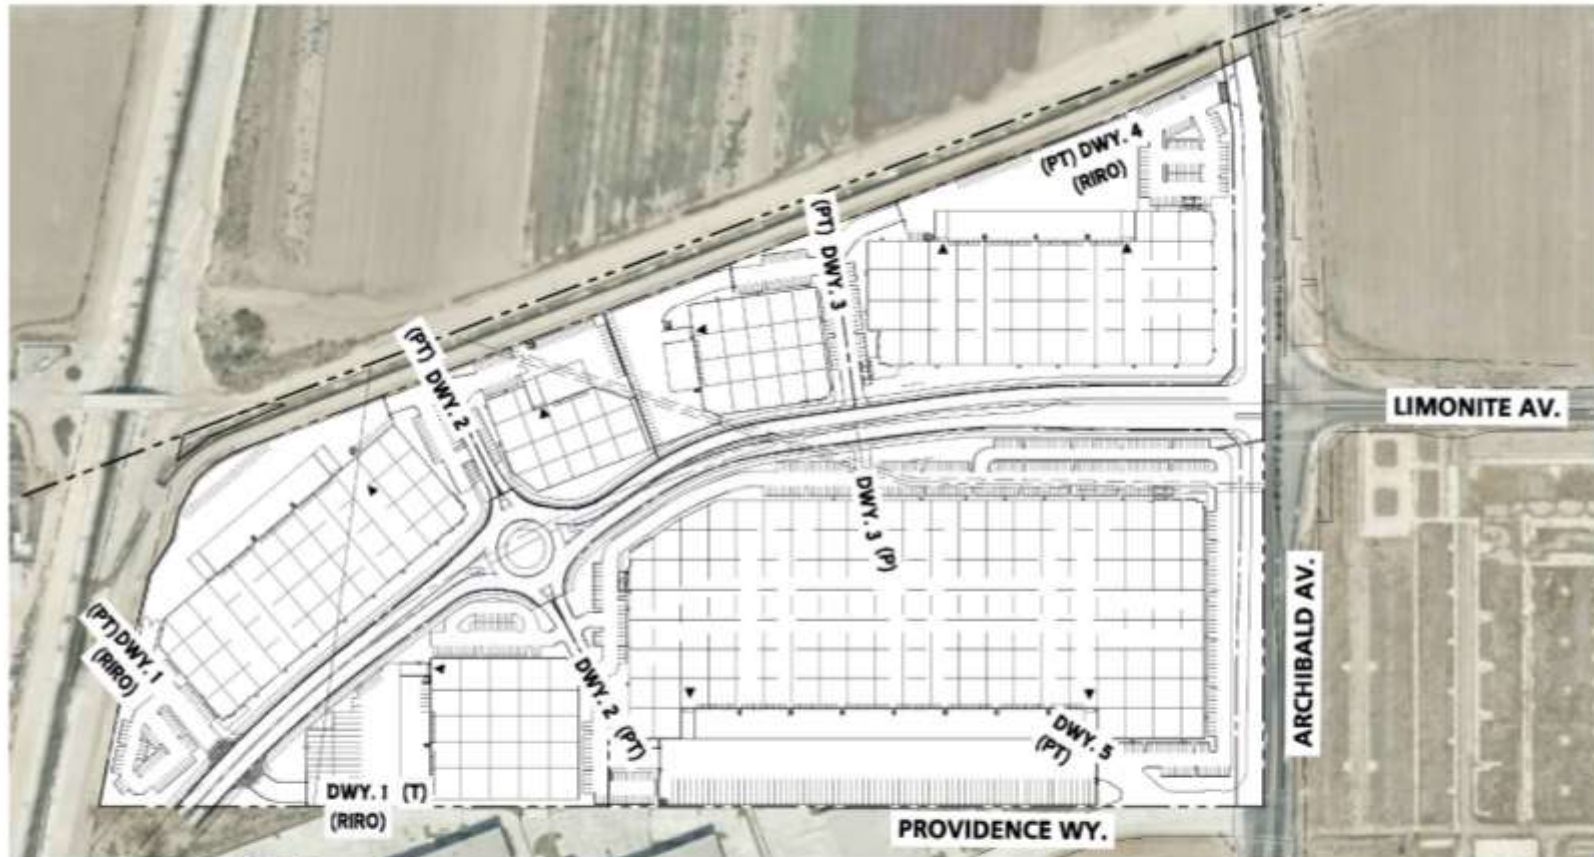 (PT) DWY. 4
(RIRO)
(PT) DWY. 3
(PT) DWY. 2
LIMONITE AV.
DWY. 3 (P)
(PT) DWY. 1
(RIRO)
ARCHIBALD AV.
DWY. 2 (PT)
DWY. 5
(PT)
DWY. 1 (T)
(RIRO)
PROVIDENCE WY.